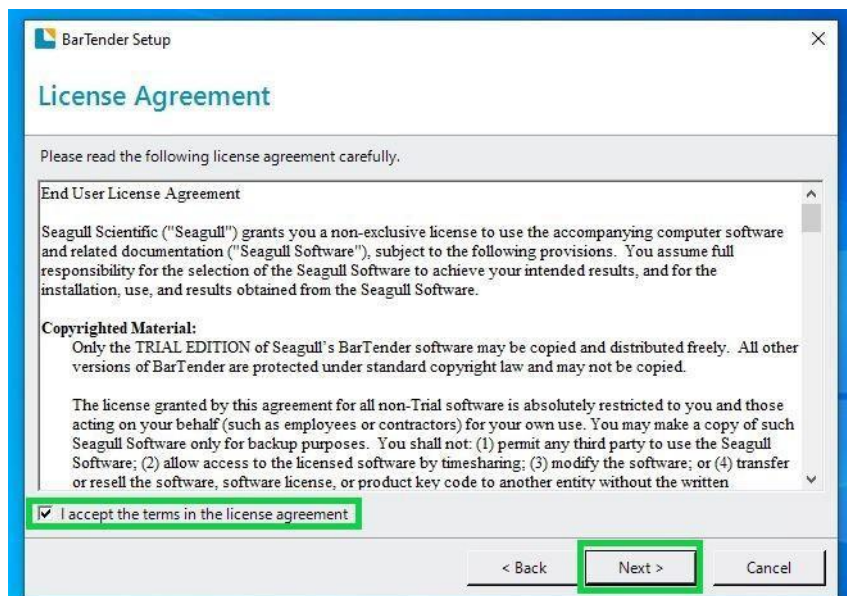 BarTender Setup
License Agreement
Please read the following license agreement carefully.
End User License Agreement
Seagull Scientific ("Seagull") grants you a non-exclusive license to use the accompanying computer software
and related documentation ("Seagull Software"), subject to the following provisions.  You assume full
responsibility for the selection of the Seagull Software to achieve your intended results, and for the
installation, use, and results obtained from the Seagull Software.
Copyrighted Material:
Only the TRIAL EDITION of Seagull's BarTender software may be copied and distributed freely.  All other
versions of BarTender are protected under standard copyright law and may not be copied.
The license granted by this agreement for all non-Trial software is absolutely restricted to you and those
acting on your behalf (such as employees or contractors) for your own use. You may make a copy of such
Seagull Software only for backup purposes.  You shall not: (1) permit any third party to use the Seagull
Software; (2) allow access to the licensed software by timesharing; (3) modify the software; or (4) transfer
or resell the software, software license, or product key code to another entity without the written
I accept the terms in the license agreement
< Back
Next >
Cancel